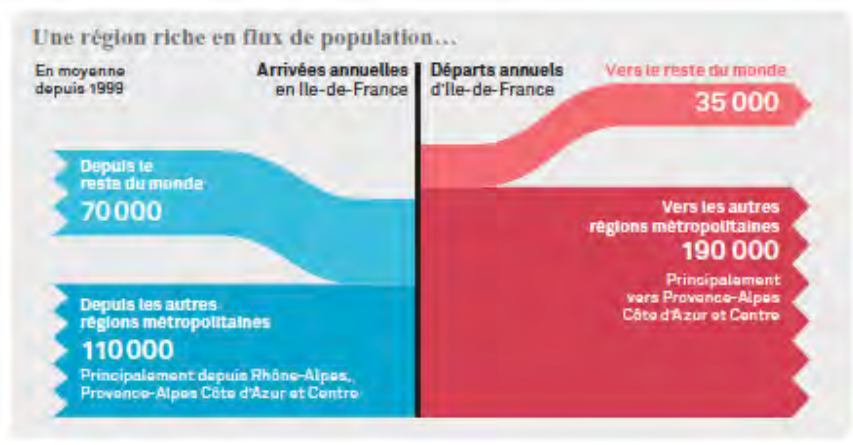 Une région riche en flux de population…
En moyenne
depuis 1999
Arrivées annuelles
en Ile-de-France
Départs annuels
d'Ile-de-France
Vers le reste du monde
35 000
Depuis le
reste du monde
70 000
Vers les autres
régions métropolitaines
190 000
Principalement
vers Provence-Alpes
Côte d'Azur et Centre
Depuis les autres
régions métropolitaines
110 000
Principalement depuis Rhône-Alpes,
Provence-Alpes Côte d'Azur et Centre